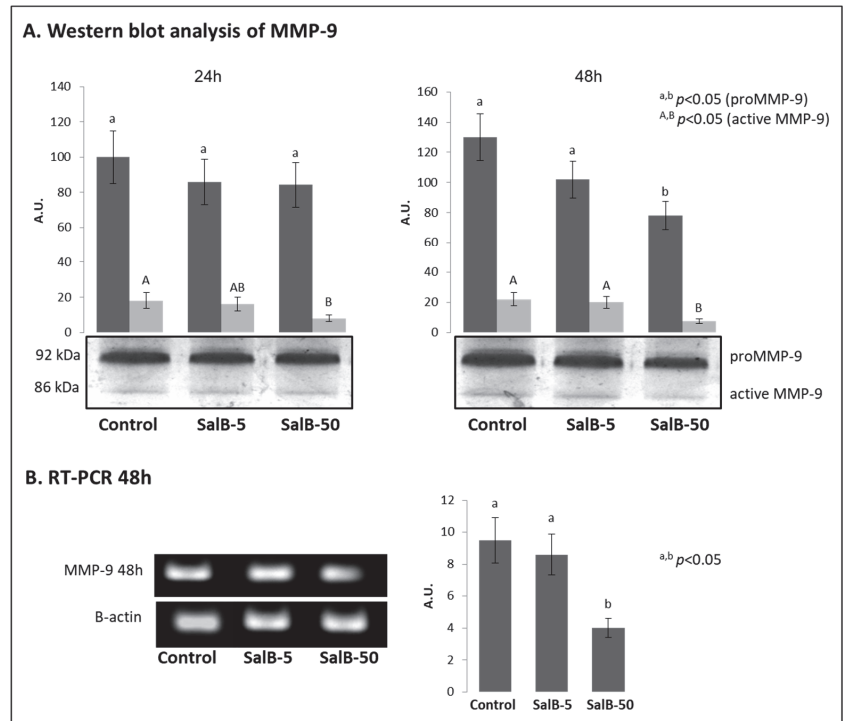 A. Western blot analysis of MMP-9
24h
140
120
100
80
60
40
20
0
A.U.
a
A
a
AB
a
B
92 kDa
86 kDa
Control SalB-5 SalB-50
48h
160
140
120
100
80
60
40
20
0
A.U.
a
A
a
A
b
B
a,b p<0.05 (proMMP-9)
A,B p<0.05 (active MMP-9)
proMMP-9
active MMP-9
Control SalB-5 SalB-50
B. RT-PCR 48h
MMP-9 48h
B-actin
Control SalB-5 SalB-50
12
10
8
6
4
2
0
A.U.
a
a
b
Control SalB-5 SalB-50
a,b p<0.05